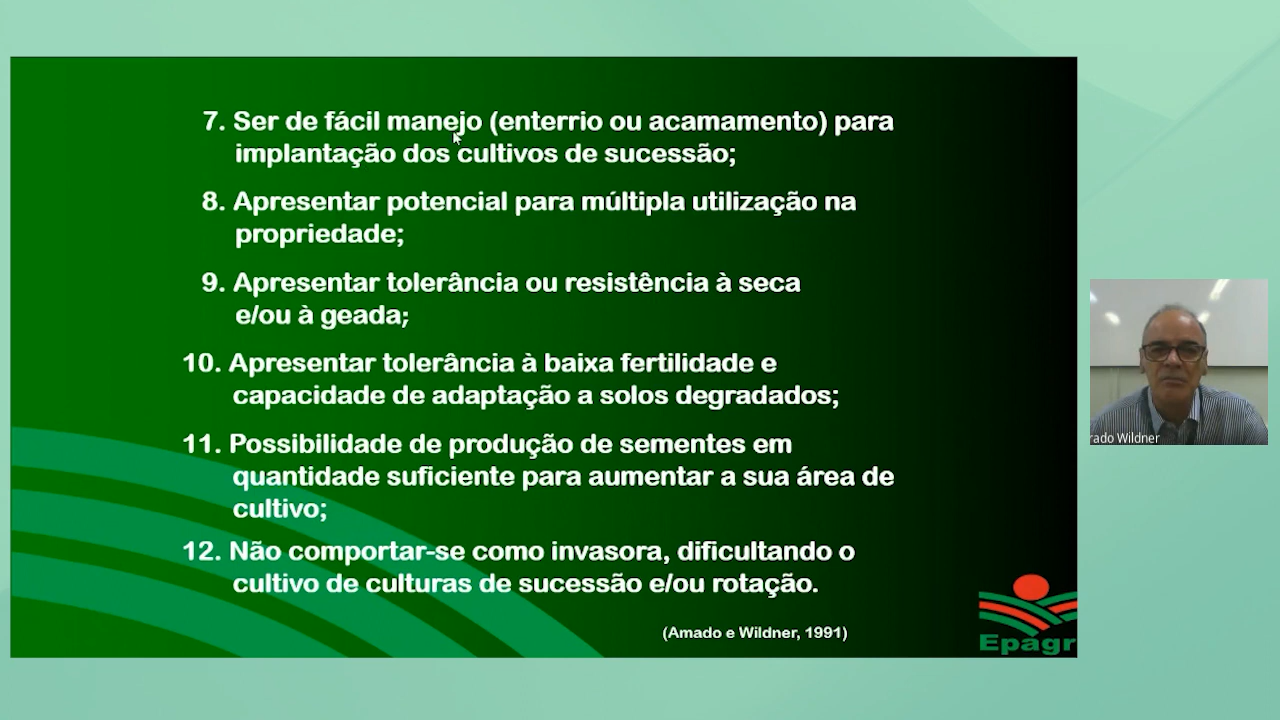 7. Ser de fácil manejo (enterrio ou acamamento) para
implantação dos cultivos de sucessão;
8. Apresentar potencial para múltipla utilização na
propriedade;
9. Apresentar tolerância ou resistência à seca
e/ou à geada;
10. Apresentar tolerância à baixa fertilidade e
capacidade de adaptação a solos degradados;
11. Possibilidade de produção de sementes em
quantidade suficiente para aumentar a sua área de
cultivo;
12. Não comportar-se como invasora, dificultando o
cultivo de culturas de sucessão e/ou rotação.
(Amado e Wildner, 1991)
Epagr
rado Wildner